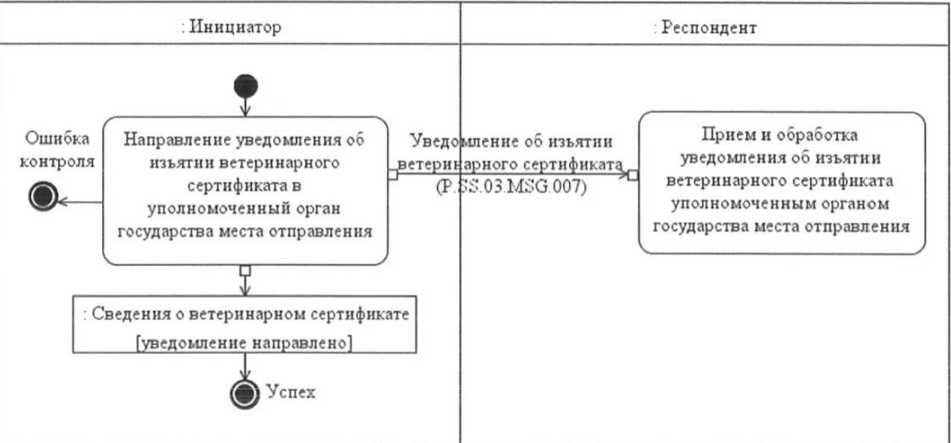 : Инициатор
: Респондент
Ошибка
контроля
Направление уведомления об
изъятии ветеринарного
сертификата в
уполномоченный орган
государства места отправления
Уведомление об изъятии
ветеринарного сертификата
(P.SS.03.MSG.007)
Прием и обработка
уведомления об изъятии
ветеринарного сертификата
уполномоченным органом
государства места отправления
: Сведения о ветеринарном сертификате
[уведомление направлено]
Успех